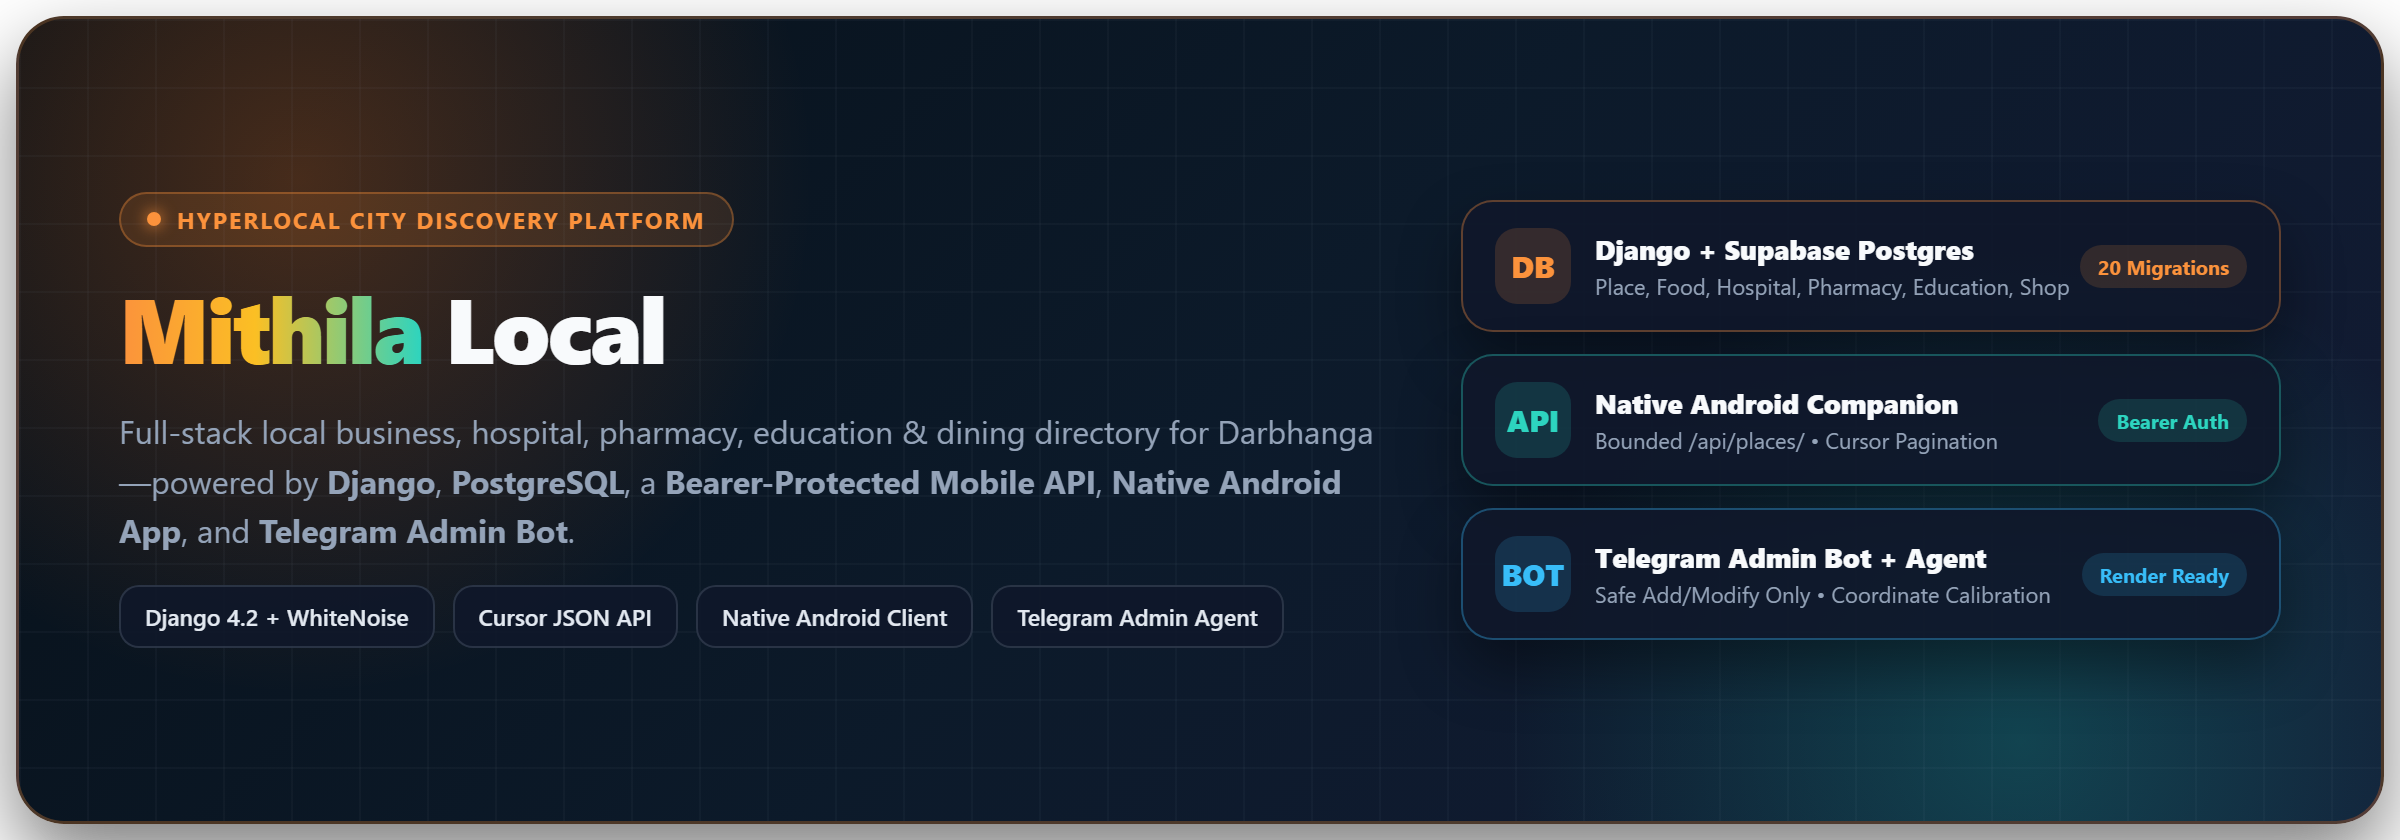 HYPERLOCAL CITY DISCOVERY PLATFORM
Mithila Local
Full-stack local business, hospital, pharmacy, education & dining directory for Darbhanga
—powered by Django, PostgreSQL, a Bearer-Protected Mobile API, Native Android
App, and Telegram Admin Bot.
Django 4.2 + WhiteNoise
Cursor JSON API
Native Android Client
Telegram Admin Agent
DB
Django + Supabase Postgres
Place, Food, Hospital, Pharmacy, Education, Shop
20 Migrations
API
Native Android Companion
Bounded /api/places/ • Cursor Pagination
Bearer Auth
BOT
Telegram Admin Bot + Agent
Safe Add/Modify Only • Coordinate Calibration
Render Ready